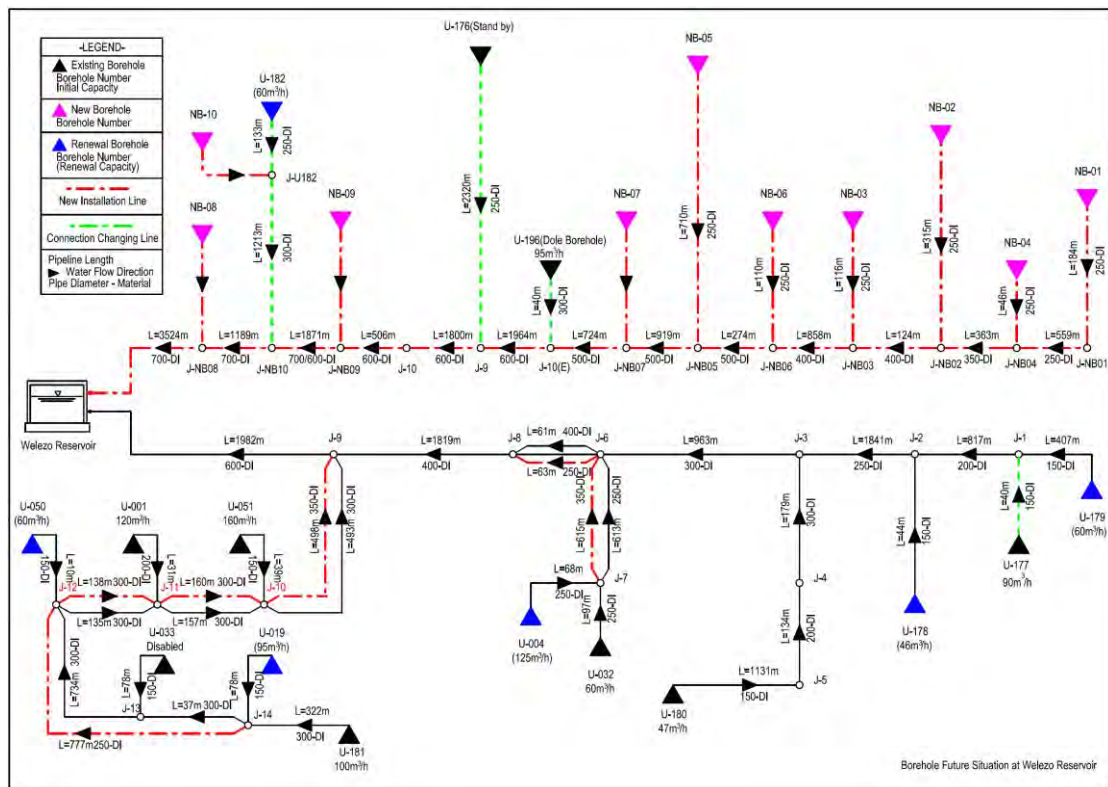 -LEGEND-
Existing Borehole
Borehole Number
Initial Capacity
New Borehole
Borehole Number
Renewal Borehole
Borehole Number
(Renewal Capacity)
New Installation Line
Connection Changing Line
Pipeline Length
Water Flow Direction
Pipe Diameter - Material
U-176(Stand by)
NB-05
U-182
(60m³/h)
NB-10
NB-02
NB-01
L=133m
250-DI
J-U182
NB-08
NB-09
L=2320m
250-DI
NB-07
L=710m
250-DI
NB-06
NB-03
L=315m
250-DI
NB-04
L=184m
250-DI
L=1213m
300-DI
U-196(Dole Borehole)
95m³/h
L=40m
300-DI
L=110m
250-DI
L=116m
250-DI
L=46m
250-DI
L=3524m
700-DI
L=1189m
700-DI
L=1871m
700/600-DI
L=506m
600-DI
L=1800m
600-DI
L=1964m
600-DI
L=724m
500-DI
L=919m
500-DI
L=274m
500-DI
L=858m
400-DI
L=124m
400-DI
L=363m
350-DI
L=559m
250-DI
J-NB08
J-NB10
J-NB09
J-10
J-9
J-10(E)
J-NB07
J-NB05
J-NB06
J-NB03
J-NB02
J-NB04
J-NB01
Welezo Reservoir
L=1982m
600-DI
J-9
L=1819m
400-DI
J-8
L=61m 400-DI
L=63m 250-DI
J-6
L=963m
300-DI
J-3
L=1841m
250-DI
J-2
L=817m
200-DI
J-1
L=407m
150-DI
L=40m
150-DI
U-177
90m³/h
U-179
(60m³/h)
L=44m
150-DI
U-178
(46m³/h)
L=179m
300-DI
J-4
L=134m
200-DI
J-5
L=1131m
150-DI
U-180
47m³/h
350-DI
L=615m
250-DI
L=613m
J-7
L=68m
250-DI
U-004
(125m³/h)
L=97m
250-DI
U-032
60m³/h
350-DI
L=498m
300-DI
L=493m
U-050
(60m³/h)
U-001
120m³/h
U-051
160m³/h
L=10m
150-DI
L=31m
200-DI
L=39m
150-DI
J-12
L=138m 300-DI
J-11
L=160m 300-DI
J-10
L=135m 300-DI
L=157m 300-DI
U-033
Disabled
U-019
(95m³/h)
L=734m
300-DI
L=78m
150-DI
L=78m
150-DI
J-13
L=37m 300-DI
J-14
L=322m
300-DI
L=777m250-DI
U-181
100m³/h
Borehole Future Situation at Welezo Reservoir